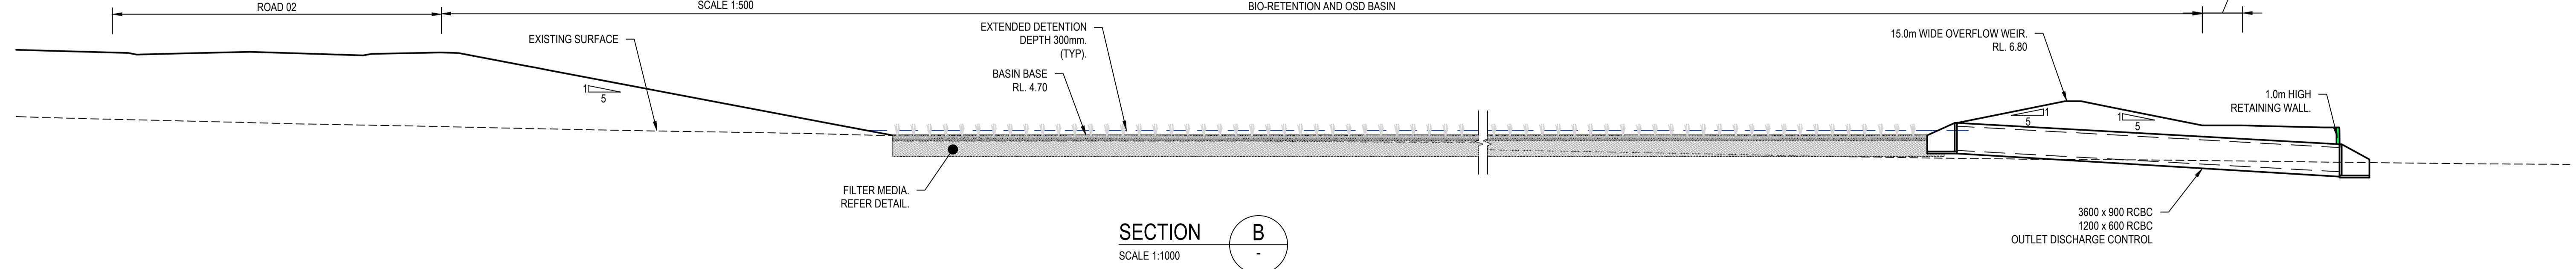 ROAD 02
SCALE 1:500
BIO-RETENTION AND OSD BASIN
EXISTING SURFACE
EXTENDED DETENTION
DEPTH 300mm.
(TYP).
BASIN BASE
RL. 4.70
15.0m WIDE OVERFLOW WEIR.
RL. 6.80
1.0m HIGH
RETAINING WALL.
1
5
1
5
1
5
FILTER MEDIA.
REFER DETAIL.
3600 x 900 RCBC
1200 x 600 RCBC
OUTLET DISCHARGE CONTROL
SECTION
B
SCALE 1:1000
-